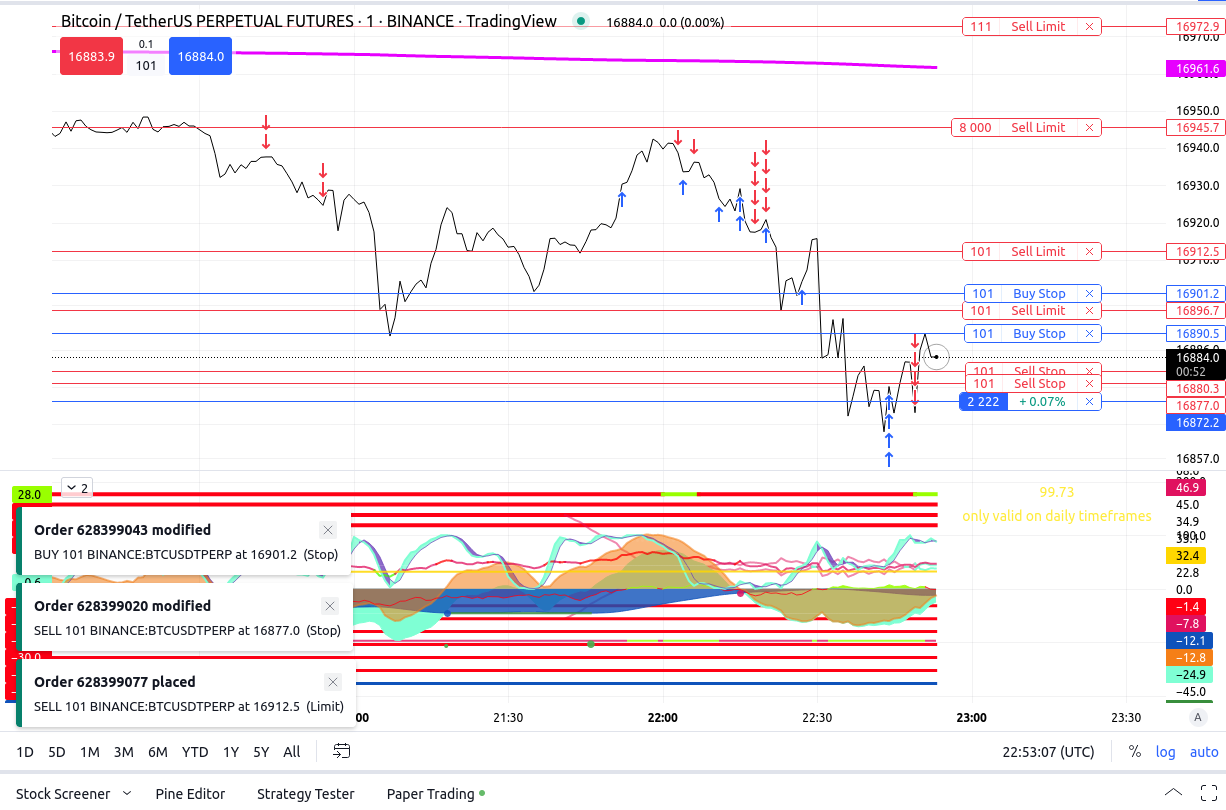 Bitcoin / TetherUS PERPETUAL FUTURES · 1 · BINANCE · TradingView 16884.0 0.0 (0.00%)
111 Sell Limit 16972.9
16970.0
16883.9 0.1 101 16884.0
16961.6
16950.0
8 000 Sell Limit 16945.7
16940.0
16930.0
16920.0
101 Sell Limit 16912.5
16910.0
101 Buy Stop 16901.2
101 Sell Limit 16896.7
101 Buy Stop 16890.5
16884.0
00:52
101 Sell Stop 16880.3
101 Sell Stop 16877.0
2 222 +0.07% 16872.2
16857.0
28.0 2
99.73
only valid on daily timeframes
46.9
45.0
34.9
32.4
22.8
0.0
−1.4
−7.8
−12.1
−12.8
−24.9
−45.0
Order 628399043 modified
BUY 101 BINANCE:BTCUSDTPERP at 16901.2 (Stop)
Order 628399020 modified
SELL 101 BINANCE:BTCUSDTPERP at 16877.0 (Stop)
−30.0
Order 628399077 placed
SELL 101 BINANCE:BTCUSDTPERP at 16912.5 (Limit)
21:30 22:00 22:30 23:00 23:30 A
1D 5D 1M 3M 6M YTD 1Y 5Y All 22:53:07 (UTC) % log auto
Stock Screener Pine Editor Strategy Tester Paper Trading